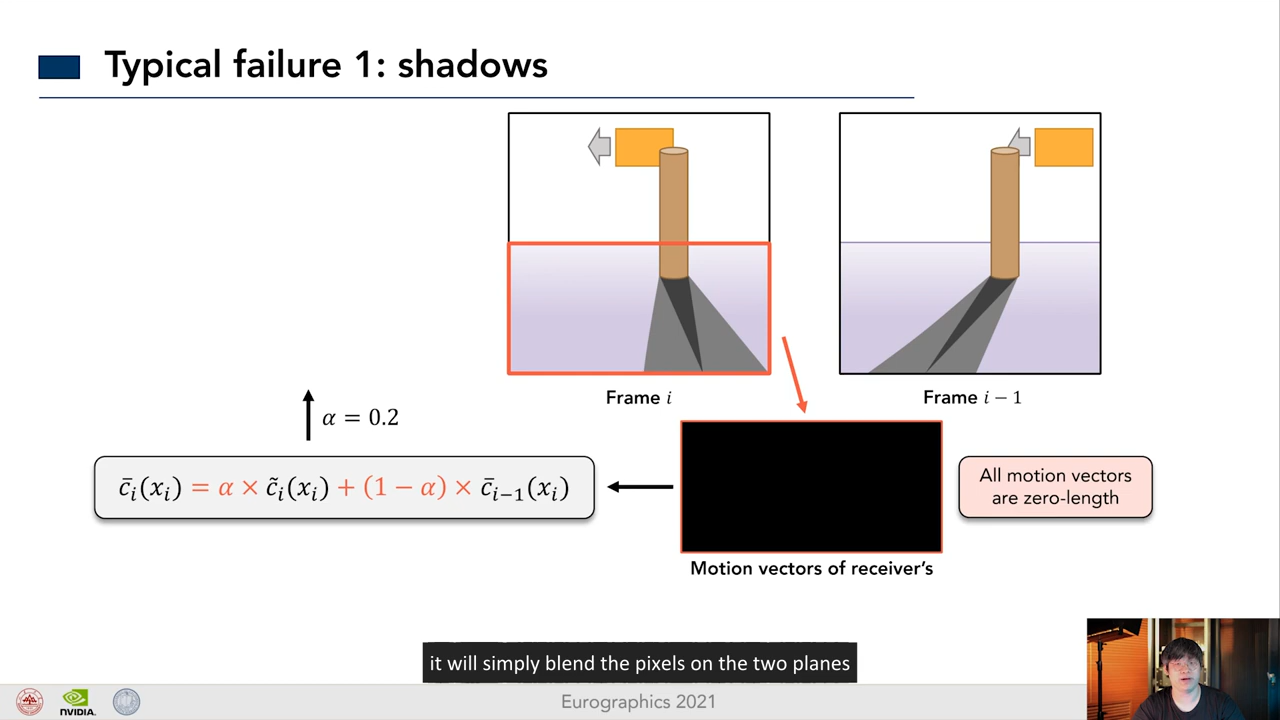 Typical failure 1: shadows
Frame i
Frame i − 1
α = 0.2
c̄ᵢ(xᵢ) = α × c̃ᵢ(xᵢ) + (1 − α) × c̄ᵢ₋₁(xᵢ)
All motion vectors
are zero-length
Motion vectors of receiver's
it will simply blend the pixels on the two planes
NVIDIA.
Eurographics 2021